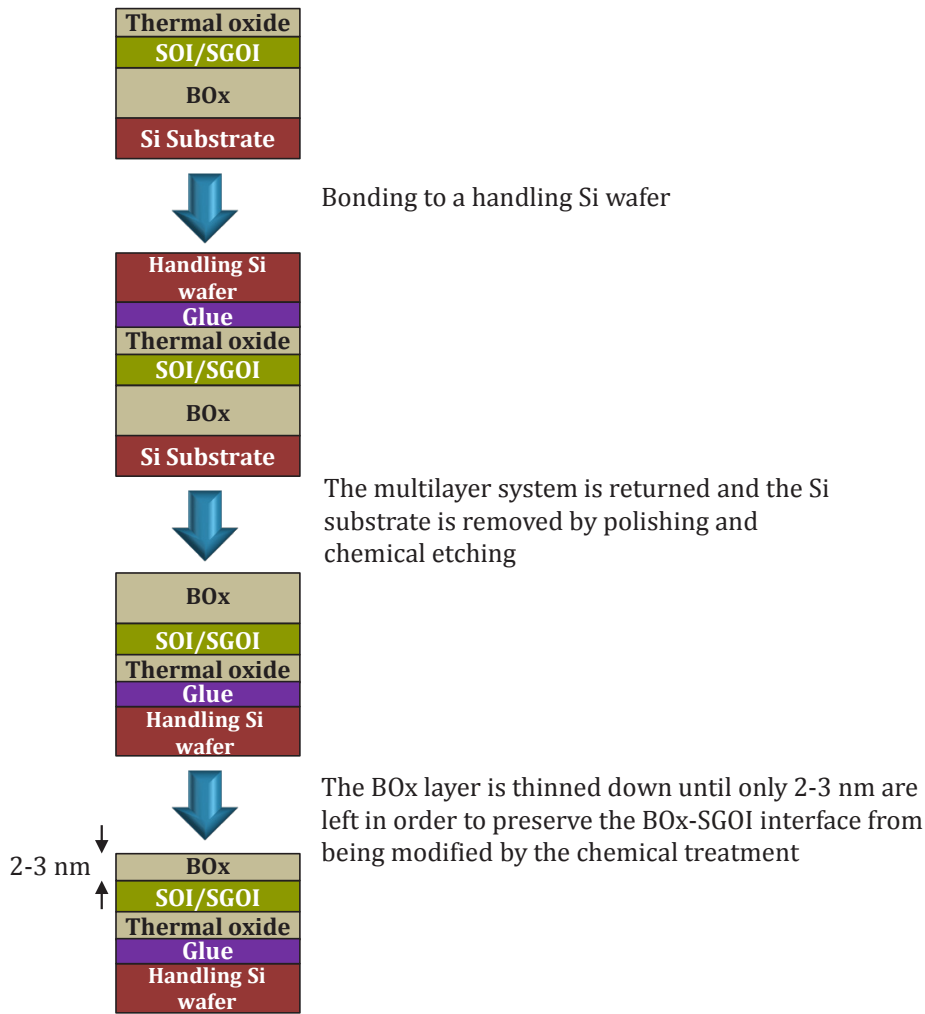 Thermal oxide
SOI/SGOI
BOx
Si Substrate
Bonding to a handling Si wafer
Handling Si
wafer
Glue
Thermal oxide
SOI/SGOI
BOx
Si Substrate
The multilayer system is returned and the Si
substrate is removed by polishing and
chemical etching
BOx
SOI/SGOI
Thermal oxide
Glue
Handling Si
wafer
The BOx layer is thinned down until only 2-3 nm are
left in order to preserve the BOx-SGOI interface from
being modified by the chemical treatment
2-3 nm
BOx
SOI/SGOI
Thermal oxide
Glue
Handling Si
wafer